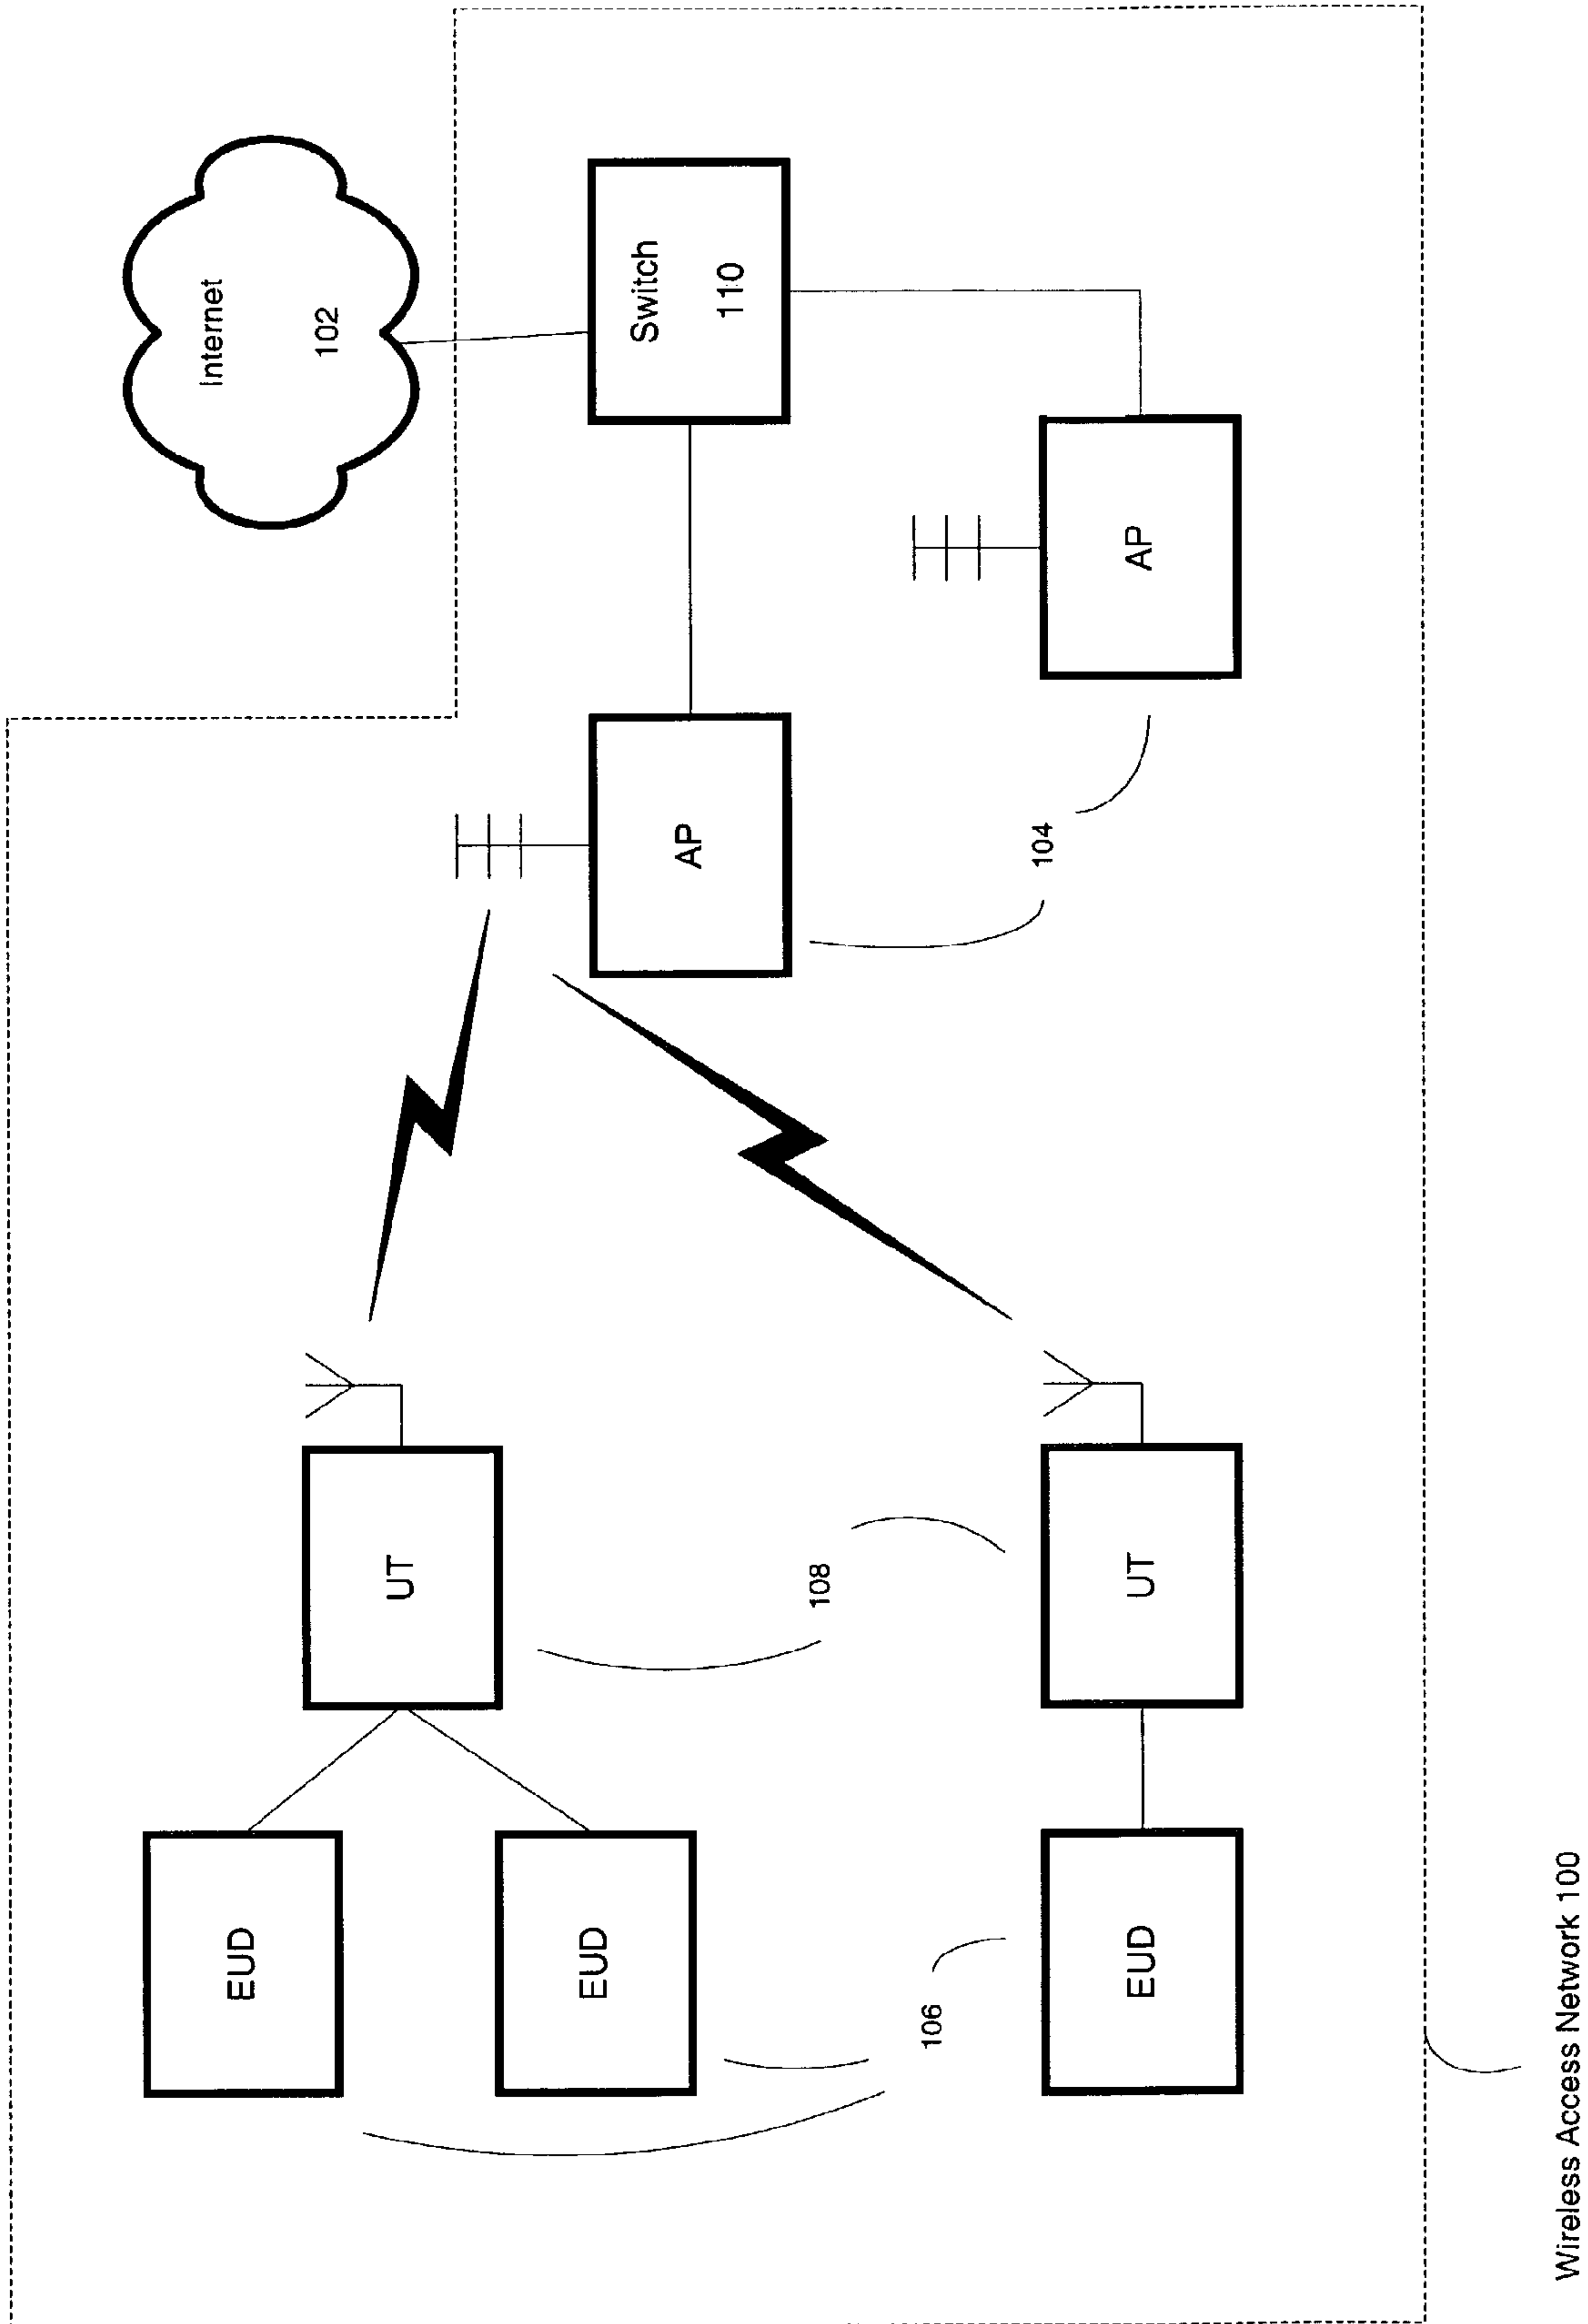 Internet
102
EUD
UT
EUD
AP
Switch
110
108
106
104
EUD
UT
AP
Wireless Access Network 100